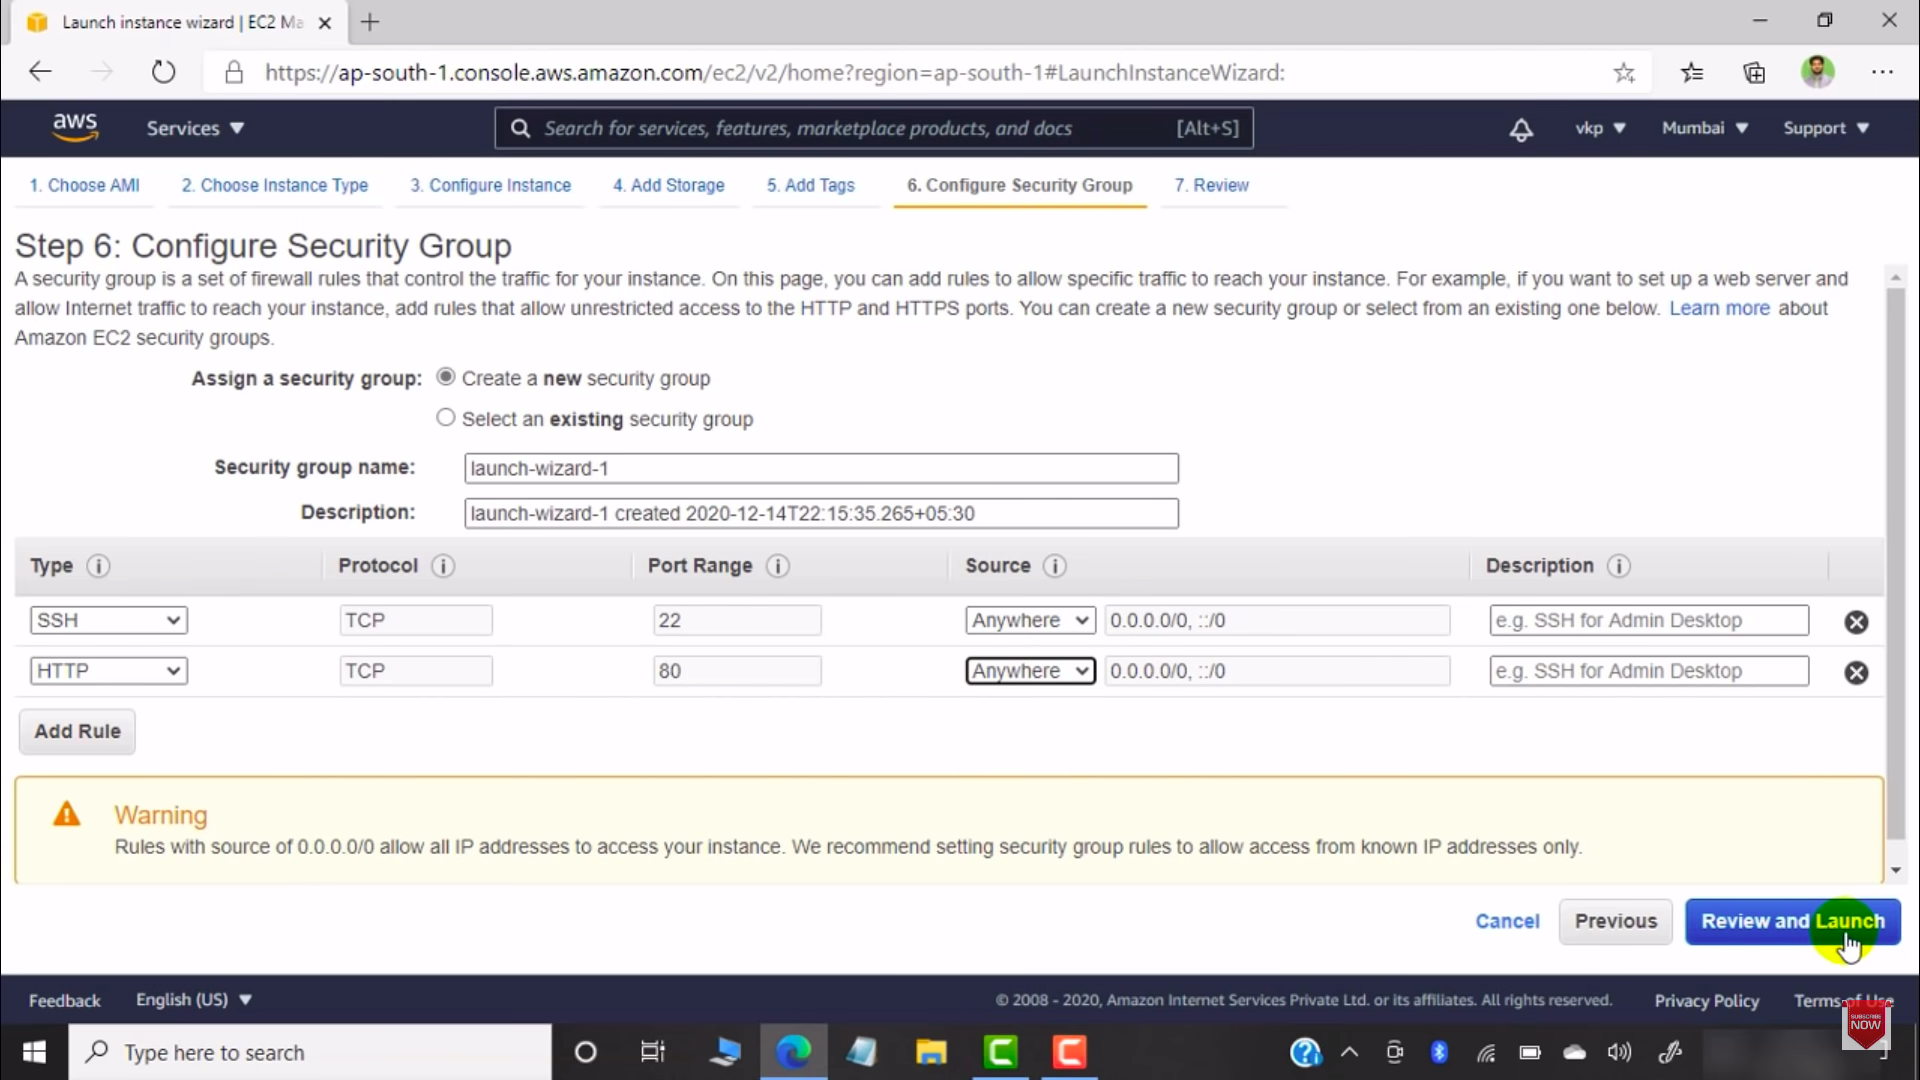 Launch instance wizard | EC2 Ma
https://ap-south-1.console.aws.amazon.com/ec2/v2/home?region=ap-south-1#LaunchInstanceWizard:
aws
Services
Search for services, features, marketplace products, and docs [Alt+S]
vkp
Mumbai
Support
1. Choose AMI
2. Choose Instance Type
3. Configure Instance
4. Add Storage
5. Add Tags
6. Configure Security Group
7. Review
Step 6: Configure Security Group
A security group is a set of firewall rules that control the traffic for your instance. On this page, you can add rules to allow specific traffic to reach your instance. For example, if you want to set up a web server and
allow Internet traffic to reach your instance, add rules that allow unrestricted access to the HTTP and HTTPS ports. You can create a new security group or select from an existing one below. Learn more about
Amazon EC2 security groups.
Assign a security group: Create a new security group
Select an existing security group
Security group name: launch-wizard-1
Description: launch-wizard-1 created 2020-12-14T22:15:35.265+05:30
Type i Protocol i Port Range i Source i Description i
SSH TCP 22 Anywhere 0.0.0.0/0, ::/0 e.g. SSH for Admin Desktop
HTTP TCP 80 Anywhere 0.0.0.0/0, ::/0 e.g. SSH for Admin Desktop
Add Rule
Warning
Rules with source of 0.0.0.0/0 allow all IP addresses to access your instance. We recommend setting security group rules to allow access from known IP addresses only.
Cancel Previous Review and Launch
Feedback English (US) © 2008 - 2020, Amazon Internet Services Private Ltd. or its affiliates. All rights reserved. Privacy Policy Terms of Use
SUBSCRIBE
NOW
Type here to search